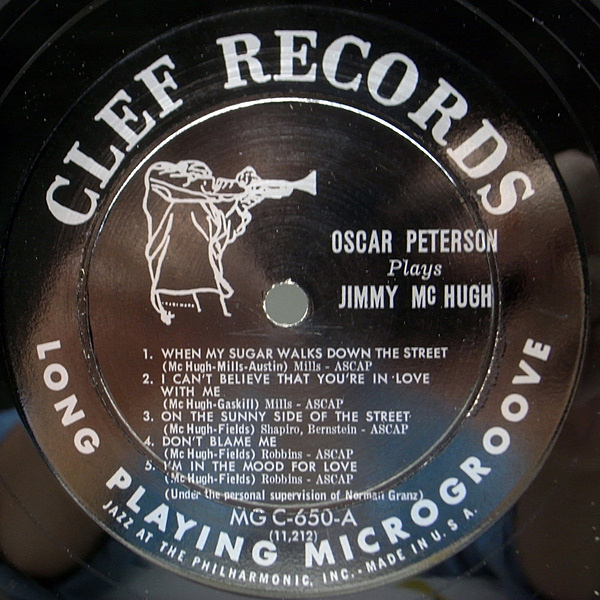 CLEF RECORDS
OSCAR PETERSON
Plays
JIMMY Mc HUGH
1. WHEN MY SUGAR WALKS DOWN THE STREET
(Mc Hugh-Mills-Austin) Mills - ASCAP
2. I CAN'T BELIEVE THAT YOU'RE IN LOVE
WITH ME
(Mc Hugh-Gaskill) Mills - ASCAP
3. ON THE SUNNY SIDE OF THE STREET
(Mc Hugh-Fields) Shapiro, Bernstein - ASCAP
4. DON'T BLAME ME
(Mc Hugh-Fields) Robbins - ASCAP
5. I'M IN THE MOOD FOR LOVE
(Mc Hugh-Fields) Robbins - ASCAP
(Under the personal supervision of Norman Granz)
MG C-650-A
(11,212)
LONG PLAYING MICROGROOVE
JAZZ AT THE PHILHARMONIC, INC. - MADE IN U.S.A.